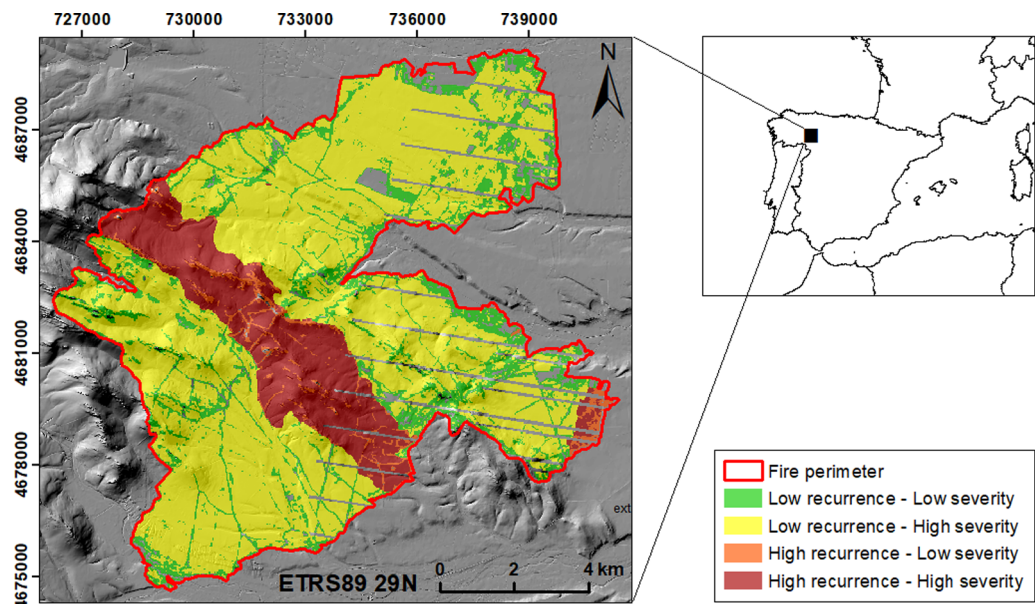 727000 730000 733000 736000 739000
N
4687000
4684000
4681000
4678000
4675000
ext
ETRS89 29N
0 2 4 km
Fire perimeter
Low recurrence - Low severity
Low recurrence - High severity
High recurrence - Low severity
High recurrence - High severity